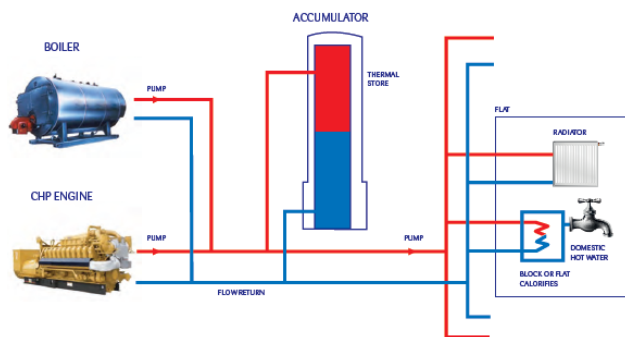 ACCUMULATOR
BOILER
PUMP
THERMAL
STORE
FLAT
RADIATOR
CHP ENGINE
PUMP
PUMP
DOMESTIC
HOT WATER
FLOWRETURN
BLOCK OR FLAT
CALORIFIES